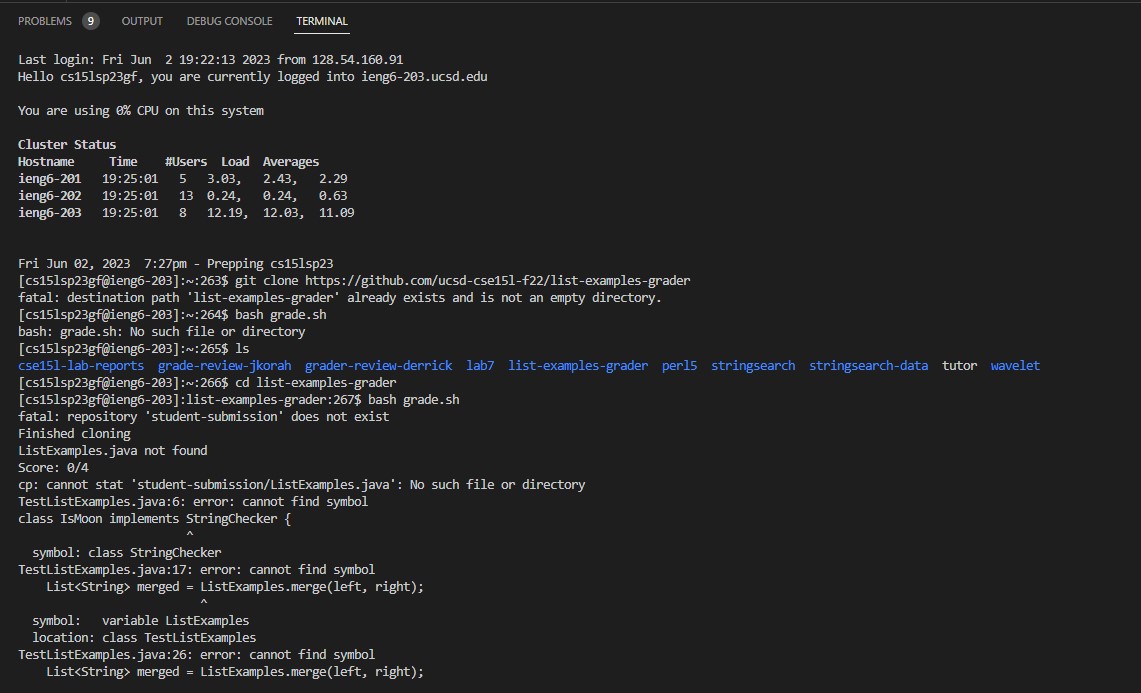 PROBLEMS 9 OUTPUT DEBUG CONSOLE TERMINAL
Last login: Fri Jun  2 19:22:13 2023 from 128.54.160.91
Hello cs15lsp23gf, you are currently logged into ieng6-203.ucsd.edu
You are using 0% CPU on this system
Cluster Status
Hostname     Time    #Users  Load  Averages
ieng6-201   19:25:01   5   3.03,   2.43,   2.29
ieng6-202   19:25:01   13  0.24,   0.24,   0.63
ieng6-203   19:25:01   8   12.19,  12.03,  11.09
Fri Jun 02, 2023  7:27pm - Prepping cs15lsp23
[cs15lsp23gf@ieng6-203]:~:263$ git clone https://github.com/ucsd-cse15l-f22/list-examples-grader
fatal: destination path 'list-examples-grader' already exists and is not an empty directory.
[cs15lsp23gf@ieng6-203]:~:264$ bash grade.sh
bash: grade.sh: No such file or directory
[cs15lsp23gf@ieng6-203]:~:265$ ls
cse15l-lab-reports  grade-review-jkorah  grader-review-derrick  lab7  list-examples-grader  perl5  stringsearch  stringsearch-data  tutor  wavelet
[cs15lsp23gf@ieng6-203]:~:266$ cd list-examples-grader
[cs15lsp23gf@ieng6-203]:list-examples-grader:267$ bash grade.sh
fatal: repository 'student-submission' does not exist
Finished cloning
ListExamples.java not found
Score: 0/4
cp: cannot stat 'student-submission/ListExamples.java': No such file or directory
TestListExamples.java:6: error: cannot find symbol
class IsMoon implements StringChecker {
                        ^
  symbol: class StringChecker
TestListExamples.java:17: error: cannot find symbol
    List<String> merged = ListExamples.merge(left, right);
                          ^
  symbol:   variable ListExamples
  location: class TestListExamples
TestListExamples.java:26: error: cannot find symbol
    List<String> merged = ListExamples.merge(left, right);